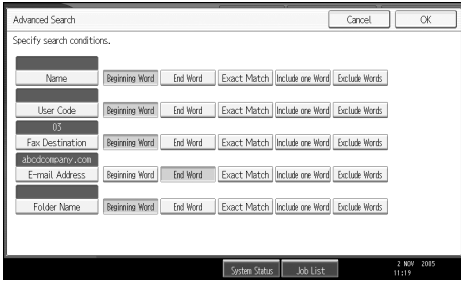 Advanced Search Cancel OK
Specify search conditions.
Name Beginning Word End Word Exact Match Include one Word Exclude Words
User Code Beginning Word End Word Exact Match Include one Word Exclude Words
03
Fax Destination Beginning Word End Word Exact Match Include one Word Exclude Words
abcdcompany.com
E-mail Address Beginning Word End Word Exact Match Include one Word Exclude Words
Folder Name Beginning Word End Word Exact Match Include one Word Exclude Words
System Status Job List 2 NOV 2005
11:19